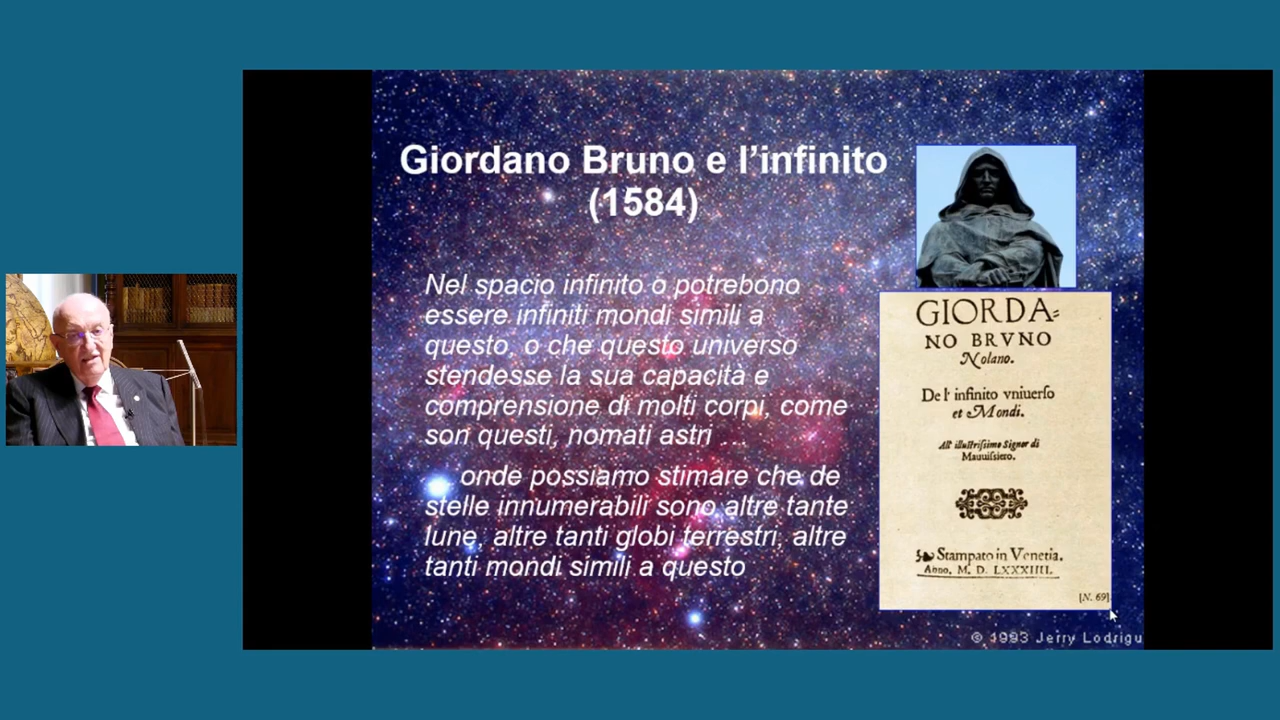 Giordano Bruno e l'infinito
(1584)
Nel spacio infinito o potrebono
essere infiniti mondi simili a
questo, o che questo universo
stendesse la sua capacità e
comprensione di molti corpi, come
son questi, nomati astri …
onde possiamo stimare che de
stelle innumerabili sono altre tante
lune, altre tanti globi terrestri, altre
tanti mondi simili a questo
GIORDA=
NO BRVNO
Nolano.
De l' infinito vniuerſo
et Mondi.
All' illuſtriſsimo Signor di
Mauuiſsiero.
Stampato in Venetia.
Anno. M. D. LXXXIIII.
[N. 69]
© 1993 Jerry Lodrigu